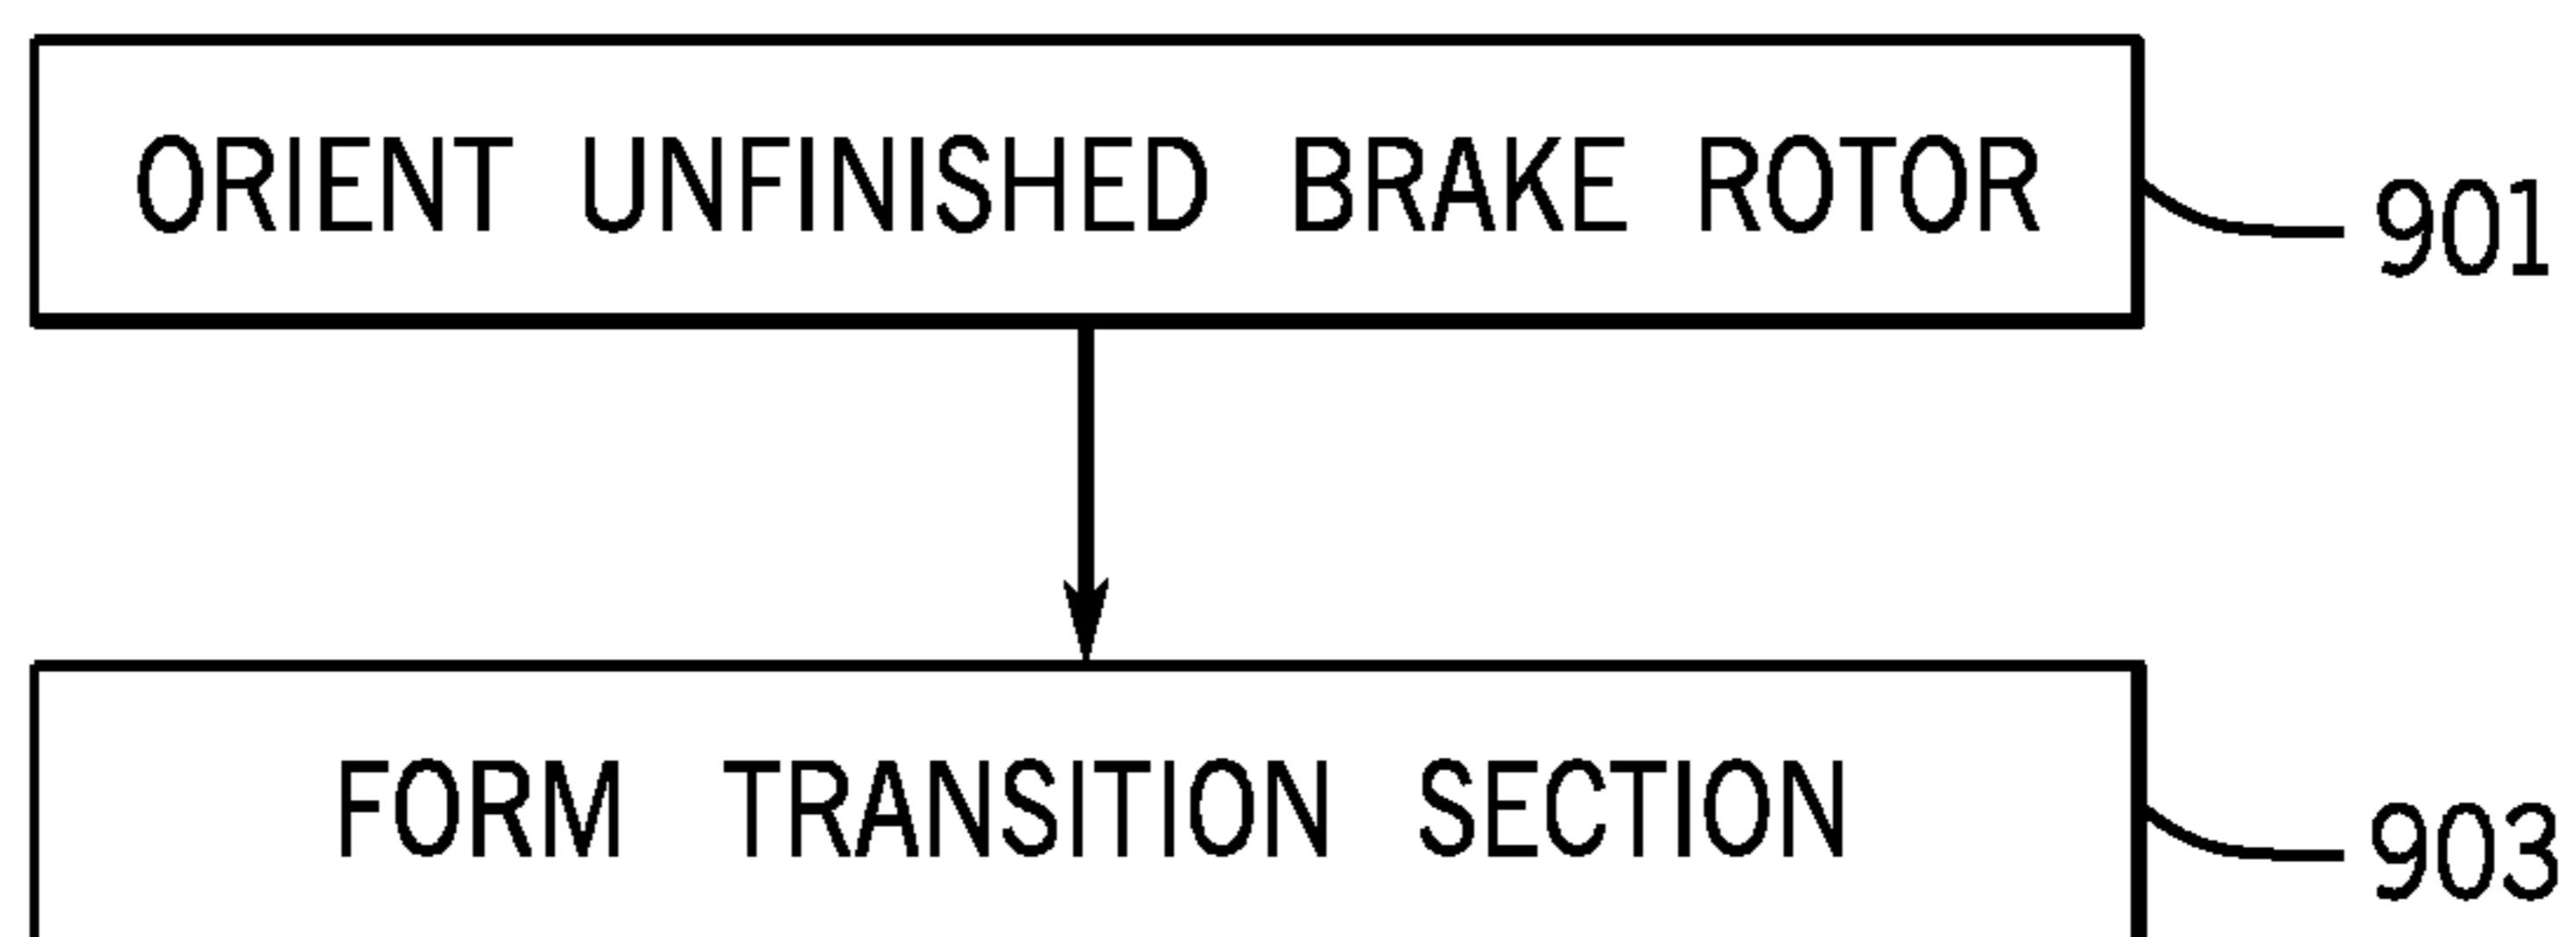 ORIENT UNFINISHED BRAKE ROTOR
901
FORM TRANSITION SECTION
903